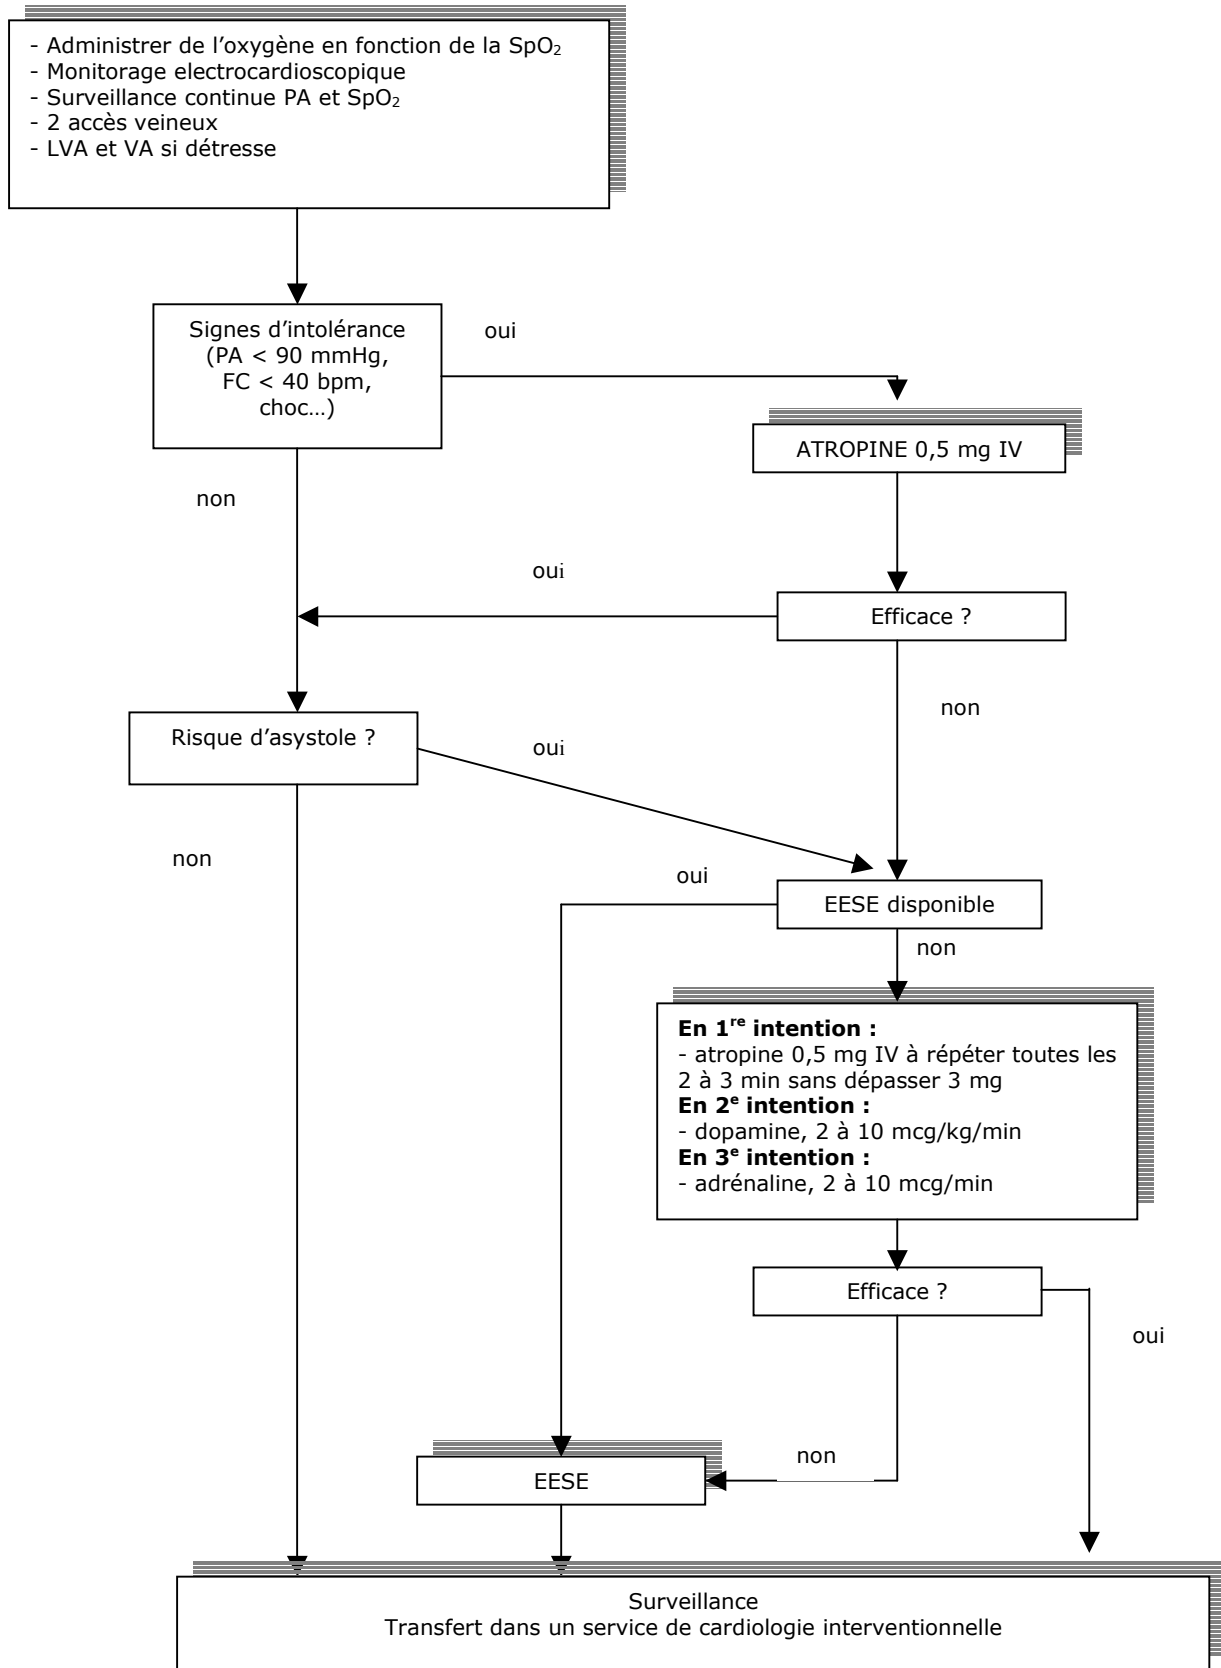 - Administrer de l'oxygène en fonction de la SpO₂
- Monitorage electrocardioscopique
- Surveillance continue PA et SpO₂
- 2 accès veineux
- LVA et VA si détresse
Signes d'intolérance
(PA < 90 mmHg,
FC < 40 bpm,
choc…)
oui
ATROPINE 0,5 mg IV
non
oui
Efficace ?
non
Risque d'asystole ?
oui
non
oui
EESE disponible
non
En 1re intention :
- atropine 0,5 mg IV à répéter toutes les
2 à 3 min sans dépasser 3 mg
En 2e intention :
- dopamine, 2 à 10 mcg/kg/min
En 3e intention :
- adrénaline, 2 à 10 mcg/min
Efficace ?
oui
non
EESE
Surveillance
Transfert dans un service de cardiologie interventionnelle